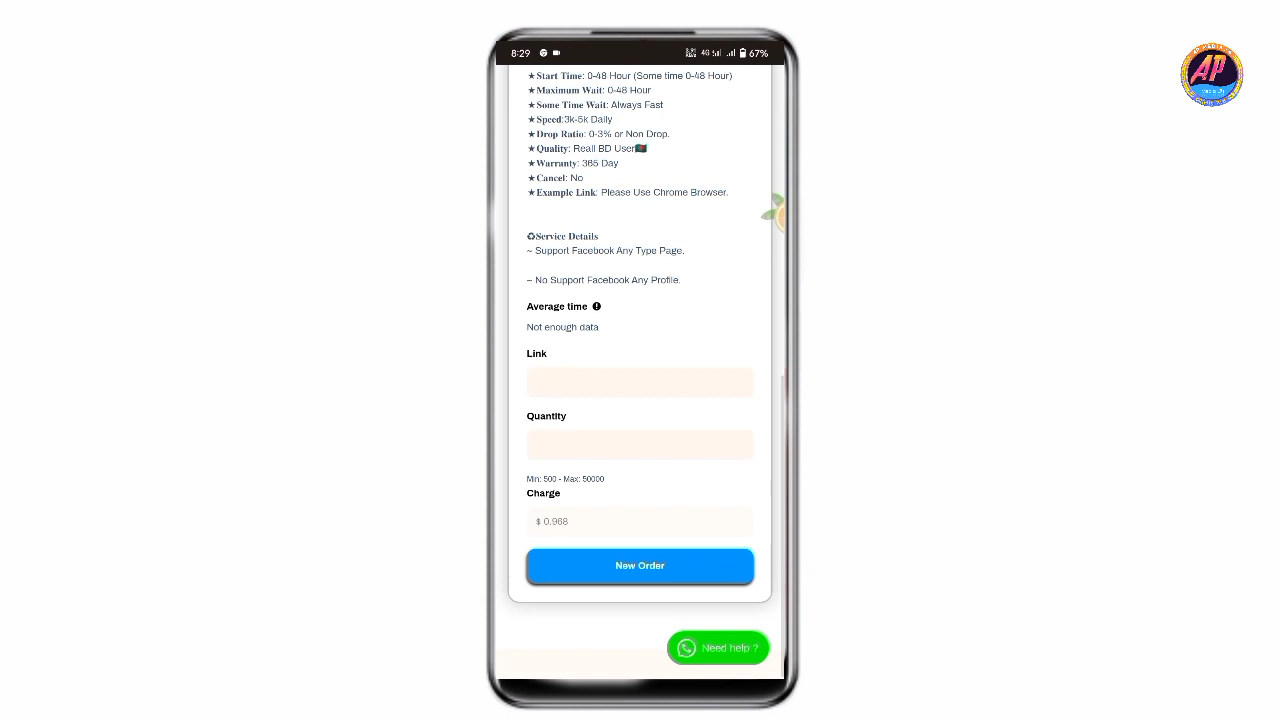 8:29
4G
67%
★Start Time: 0-48 Hour (Some time 0-48 Hour)
★Maximum Wait: 0-48 Hour
★Some Time Wait: Always Fast
★Speed:3k-5k Daily
★Drop Ratio: 0-3% or Non Drop.
★Quality: Reall BD User🇧🇩
★Warranty: 365 Day
★Cancel: No
★Example Link: Please Use Chrome Browser.
♻Service Details
~ Support Facebook Any Type Page.
~ No Support Facebook Any Profile.
Average time
Not enough data
Link
Quantity
Min: 500 - Max: 50000
Charge
$ 0.968
New Order
Need help ?
AP